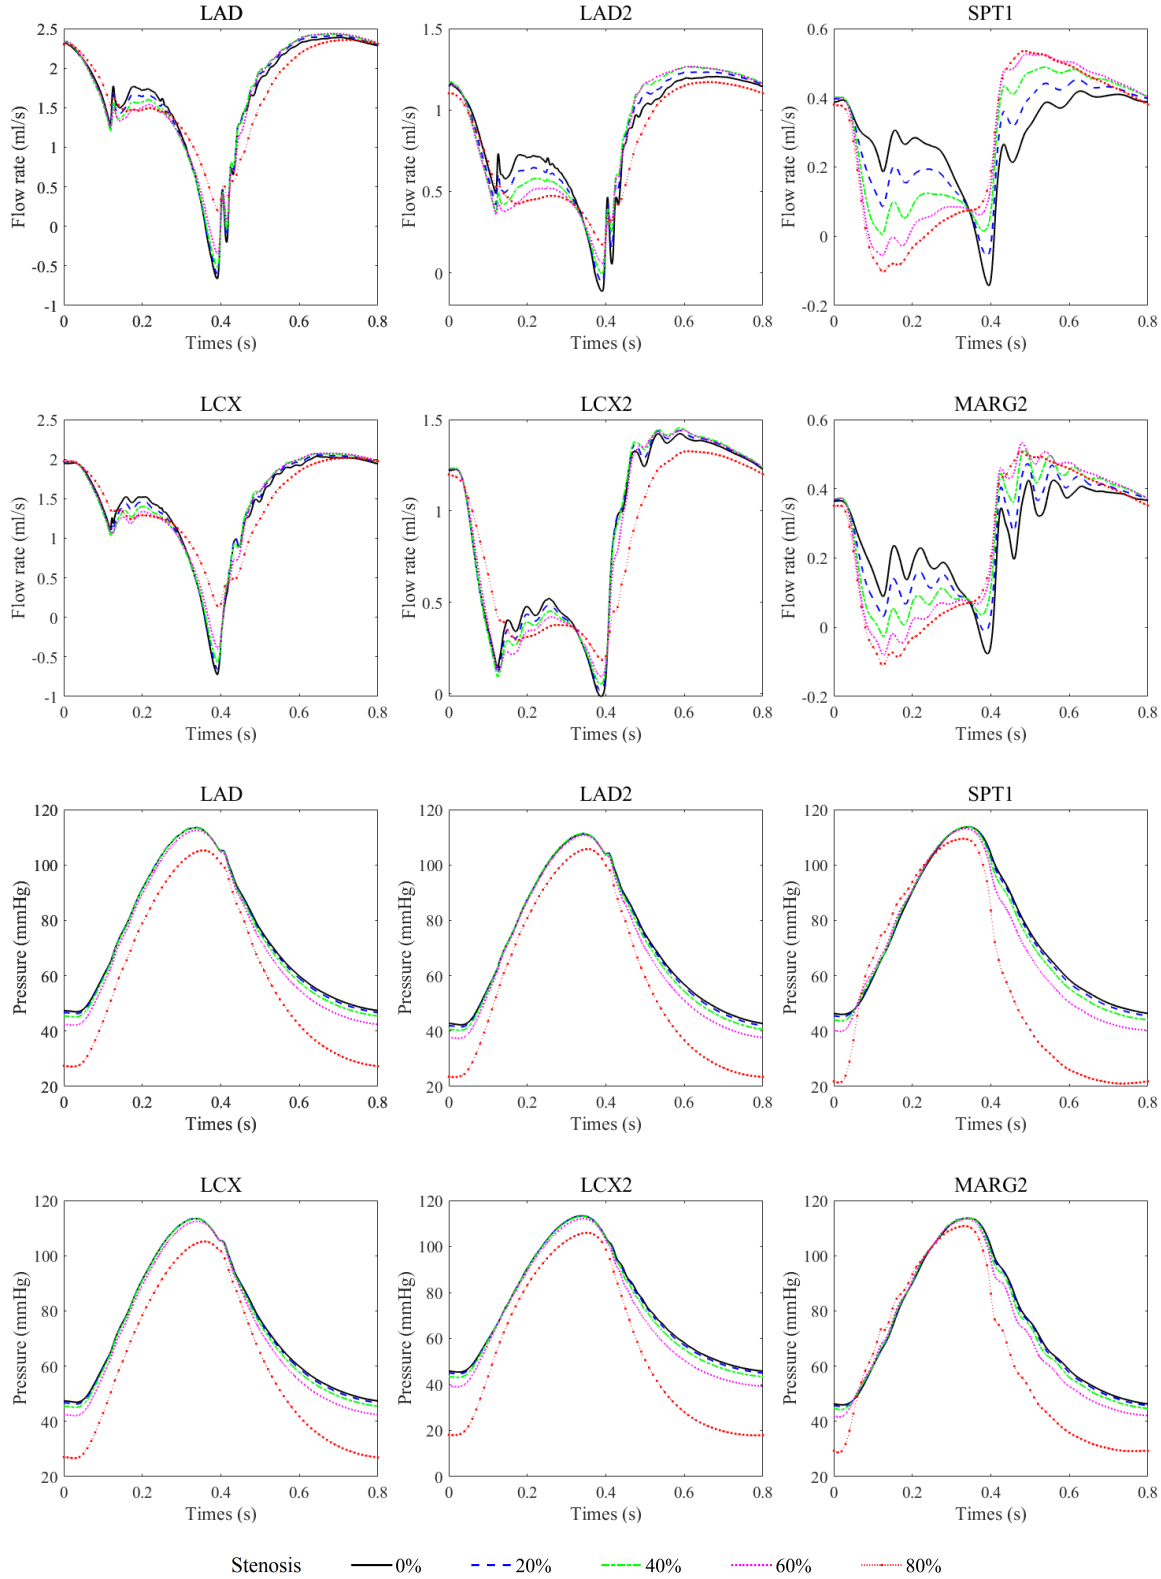 LAD LAD2 SPT1
2.5 2 1.5 1 0.5 0 -0.5 -1
Flow rate (ml/s)
0 0.2 0.4 0.6 0.8
Times (s)
1.5 1 0.5 0
Flow rate (ml/s)
0 0.2 0.4 0.6 0.8
Times (s)
0.6 0.4 0.2 0 -0.2
Flow rate (ml/s)
0 0.2 0.4 0.6 0.8
Times (s)
LCX LCX2 MARG2
2.5 2 1.5 1 0.5 0 -0.5 -1
Flow rate (ml/s)
0 0.2 0.4 0.6 0.8
Times (s)
1.5 1 0.5 0
Flow rate (ml/s)
0 0.2 0.4 0.6 0.8
Times (s)
0.6 0.4 0.2 0 -0.2
Flow rate (ml/s)
0 0.2 0.4 0.6 0.8
Times (s)
LAD LAD2 SPT1
120 100 80 60 40 20
Pressure (mmHg)
0 0.2 0.4 0.6 0.8
Times (s)
120 100 80 60 40 20
Pressure (mmHg)
0 0.2 0.4 0.6 0.8
Times (s)
120 100 80 60 40 20
Pressure (mmHg)
0 0.2 0.4 0.6 0.8
Times (s)
LCX LCX2 MARG2
120 100 80 60 40 20
Pressure (mmHg)
0 0.2 0.4 0.6 0.8
Times (s)
120 100 80 60 40 20 0
Pressure (mmHg)
0 0.2 0.4 0.6 0.8
Times (s)
120 100 80 60 40 20
Pressure (mmHg)
0 0.2 0.4 0.6 0.8
Times (s)
Stenosis 0% 20% 40% 60% 80%